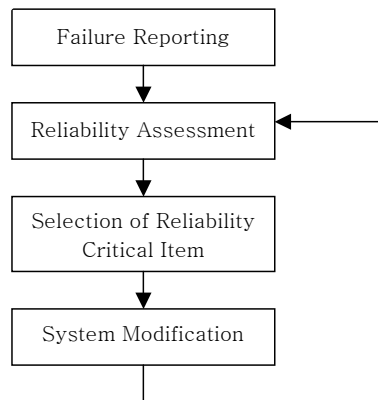 Failure Reporting
Reliability Assessment
Selection of Reliability
Critical Item
System Modification